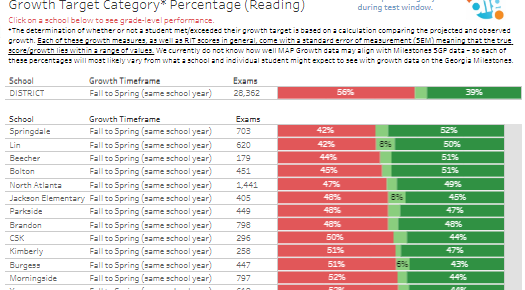 Growth Target Category* Percentage (Reading)
during test window.
Click on a school below to see grade-level performance.
*The determination of whether or not a student met/exceeded their growth target is based on a calculation comparing the projected and observed
growth. Each of these growth measures, as well as RIT scores in general, come with a standard error of measurement (SEM) meaning that the true
score/growth lies within a range of values. We currently do not know how well MAP Growth data may align with Milestones SGP data – so each of
these percentages will most likely vary from what a school and individual student might expect to see with growth data on the Georgia Milestones.
School Growth Timeframe Exams
DISTRICT Fall to Spring (same school year) 28,362 56% 39%
School Growth Timeframe Exams
Springdale Fall to Spring (same school year) 703 42% 52%
Lin Fall to Spring (same school year) 620 42% 8% 50%
Beecher Fall to Spring (same school year) 179 44% 51%
Bolton Fall to Spring (same school year) 451 45% 51%
North Atlanta Fall to Spring (same school year) 1,441 47% 49%
Jackson Elementary Fall to Spring (same school year) 405 48% 8% 45%
Parkside Fall to Spring (same school year) 449 48% 47%
Brandon Fall to Spring (same school year) 798 48% 48%
CSK Fall to Spring (same school year) 296 50% 44%
Kimberly Fall to Spring (same school year) 258 51% 47%
Burgess Fall to Spring (same school year) 447 51% 6% 43%
Morningside Fall to Spring (same school year) 797 52% 44%